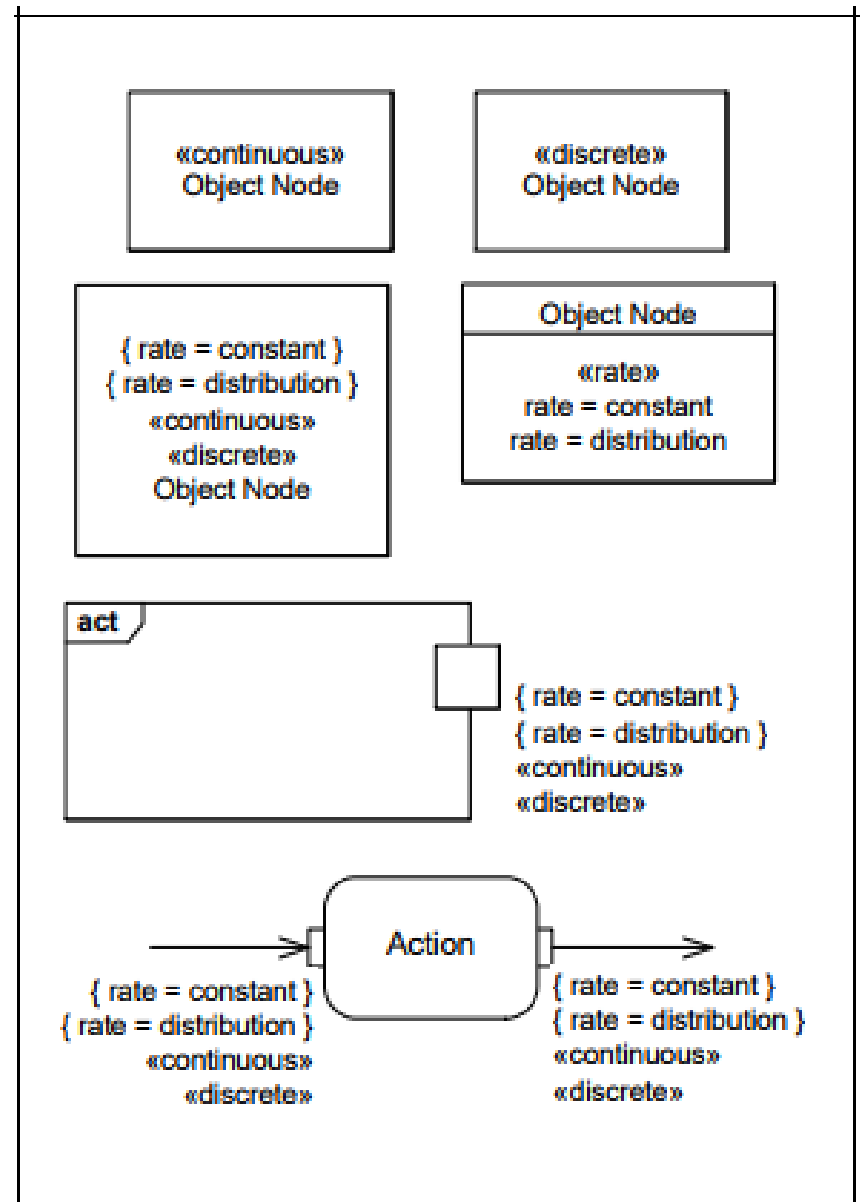 «continuous»
Object Node
«discrete»
Object Node
{ rate = constant }
{ rate = distribution }
«continuous»
«discrete»
Object Node
Object Node
«rate»
rate = constant
rate = distribution
act
{ rate = constant }
{ rate = distribution }
«continuous»
«discrete»
Action
{ rate = constant }
{ rate = distribution }
«continuous»
«discrete»
{ rate = constant }
{ rate = distribution }
«continuous»
«discrete»